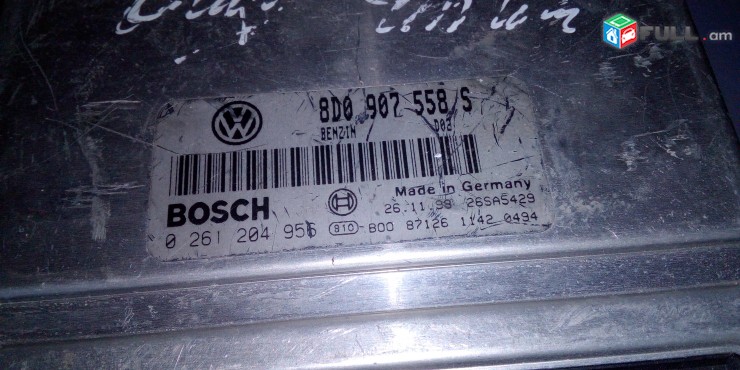 FULL.am
8D0 907 558 S
BENZIN D02
BOSCH
Made in Germany
26.11.98 26SA5429
0 261 204 956 810 800 87126 1142 0494